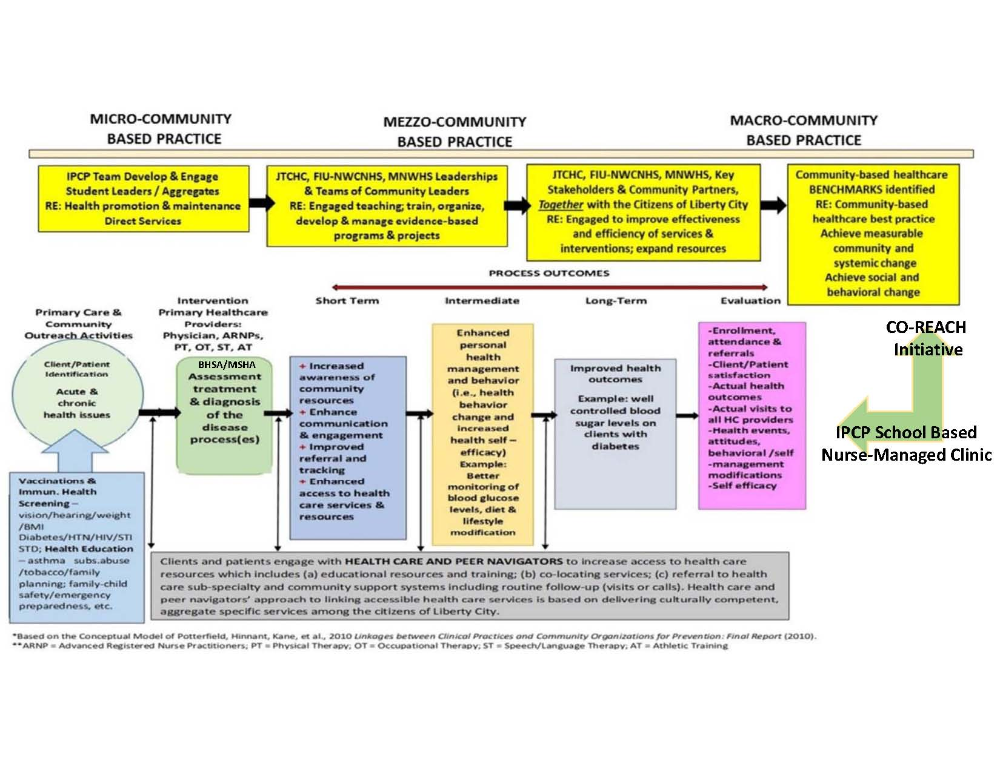 MICRO-COMMUNITY
BASED PRACTICE
MEZZO-COMMUNITY
BASED PRACTICE
MACRO-COMMUNITY
BASED PRACTICE
IPCP Team Develop & Engage
Student Leaders / Aggregates
RE: Health promotion & maintenance
Direct Services
JTCHC, FIU-NWCNHS, MNWHS Leaderships
& Teams of Community Leaders
RE: Engaged teaching; train, organize,
develop & manage evidence-based
programs & projects
JTCHC, FIU-NWCNHS, MNWHS, Key
Stakeholders & Community Partners,
Together with the Citizens of Liberty City
RE: Engaged to improve effectiveness
and efficiency of services &
interventions; expand resources
Community-based healthcare
BENCHMARKS identified
RE: Community-based
healthcare best practice
Achieve measurable
community and
systemic change
Achieve social and
behavioral change
PROCESS OUTCOMES
Short Term
Intermediate
Long-Term
Evaluation
Primary Care &
Community
Outreach Activities
Client/Patient
Identification
Acute &
chronic
health issues
Intervention
Primary Healthcare
Providers:
Physician, ARNPs,
PT, OT, ST, AT
BHSA/MSHA
Assessment
treatment
& diagnosis
of the
disease
process(es)
+ Increased
awareness of
community
resources
+ Enhance
communication
& engagement
+ Improved
referral and
tracking
+ Enhanced
access to health
care services &
resources
Enhanced
personal
health
management
and behavior
(i.e., health
behavior
change and
increased
health self –
efficacy)
Example:
Better
monitoring of
blood glucose
levels, diet &
lifestyle
modification
Improved health
outcomes
Example: well
controlled blood
sugar levels on
clients with
diabetes
-Enrollment,
attendance &
referrals
-Client/Patient
satisfaction
-Actual health
outcomes
-Actual visits to
all HC providers
-Health events,
attitudes,
behavioral /self
-management
modifications
-Self efficacy
CO-REACH
Initiative
IPCP School Based
Nurse-Managed Clinic
Vaccinations &
Immun. Health
Screening –
vision/hearing/weight
/BMI
Diabetes/HTN/HIV/STI
STD; Health Education
– asthma subs.abuse
/tobacco/family
planning; family-child
safety/emergency
preparedness, etc.
Clients and patients engage with HEALTH CARE AND PEER NAVIGATORS to increase access to health care
resources which includes (a) educational resources and training; (b) co-locating services; (c) referral to health
care sub-specialty and community support systems including routine follow-up (visits or calls). Health care and
peer navigators' approach to linking accessible health care services is based on delivering culturally competent,
aggregate specific services among the citizens of Liberty City.
*Based on the Conceptual Model of Potterfield, Hinnant, Kane, et al., 2010 Linkages between Clinical Practices and Community Organizations for Prevention: Final Report (2010).
**ARNP = Advanced Registered Nurse Practitioners; PT = Physical Therapy; OT = Occupational Therapy; ST = Speech/Language Therapy; AT = Athletic Training